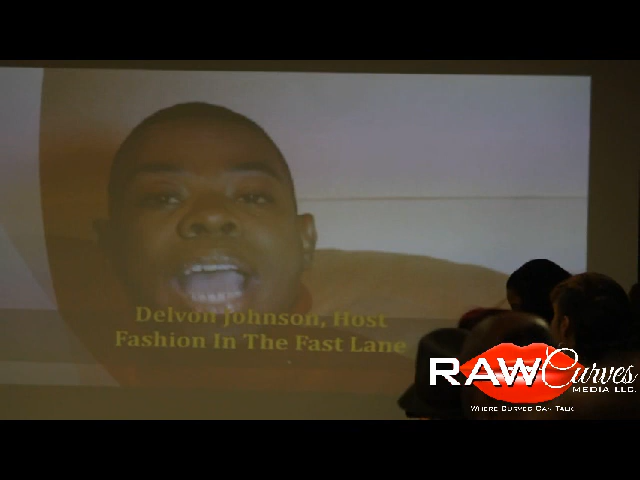 Delvon Johnson, Host
Fashion In The Fast Lane
RAW Curves
MEDIA LLC.
WHERE CURVES CAN TALK